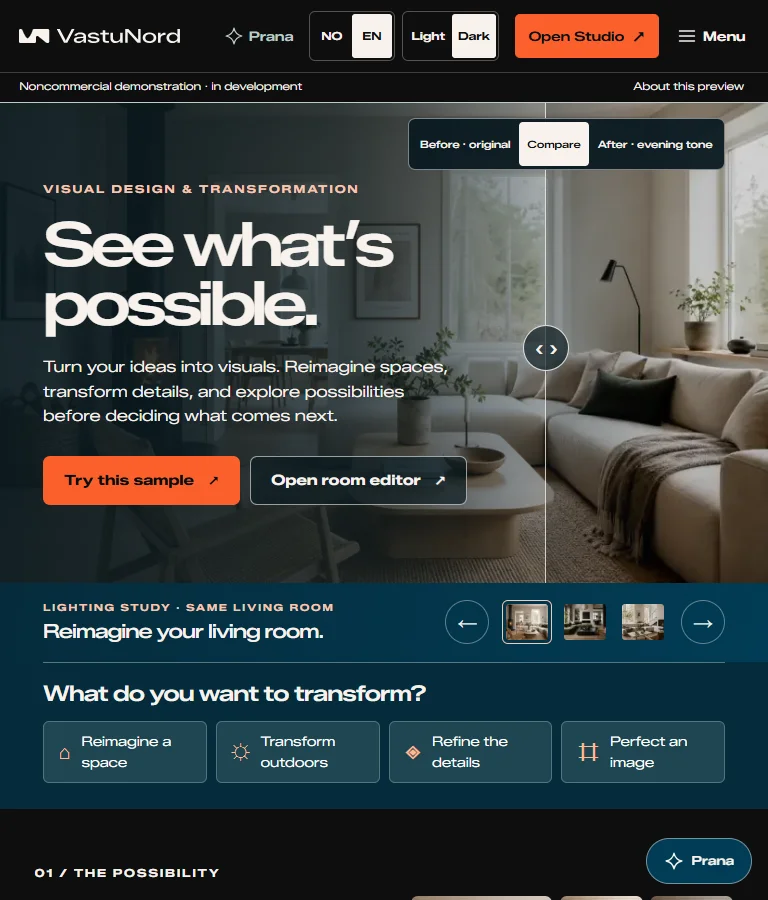 VastuNord
Prana
NO EN
Light Dark
Open Studio ↗
Menu
Noncommercial demonstration · in development
About this preview
Before · original
Compare
After · evening tone
VISUAL DESIGN & TRANSFORMATION
See what's
possible.
Turn your ideas into visuals. Reimagine spaces,
transform details, and explore possibilities
before deciding what comes next.
Try this sample ↗
Open room editor ↗
LIGHTING STUDY · SAME LIVING ROOM
Reimagine your living room.
← →
What do you want to transform?
Reimagine a
space
Transform
outdoors
Refine the
details
Perfect an
image
Prana
01 / THE POSSIBILITY